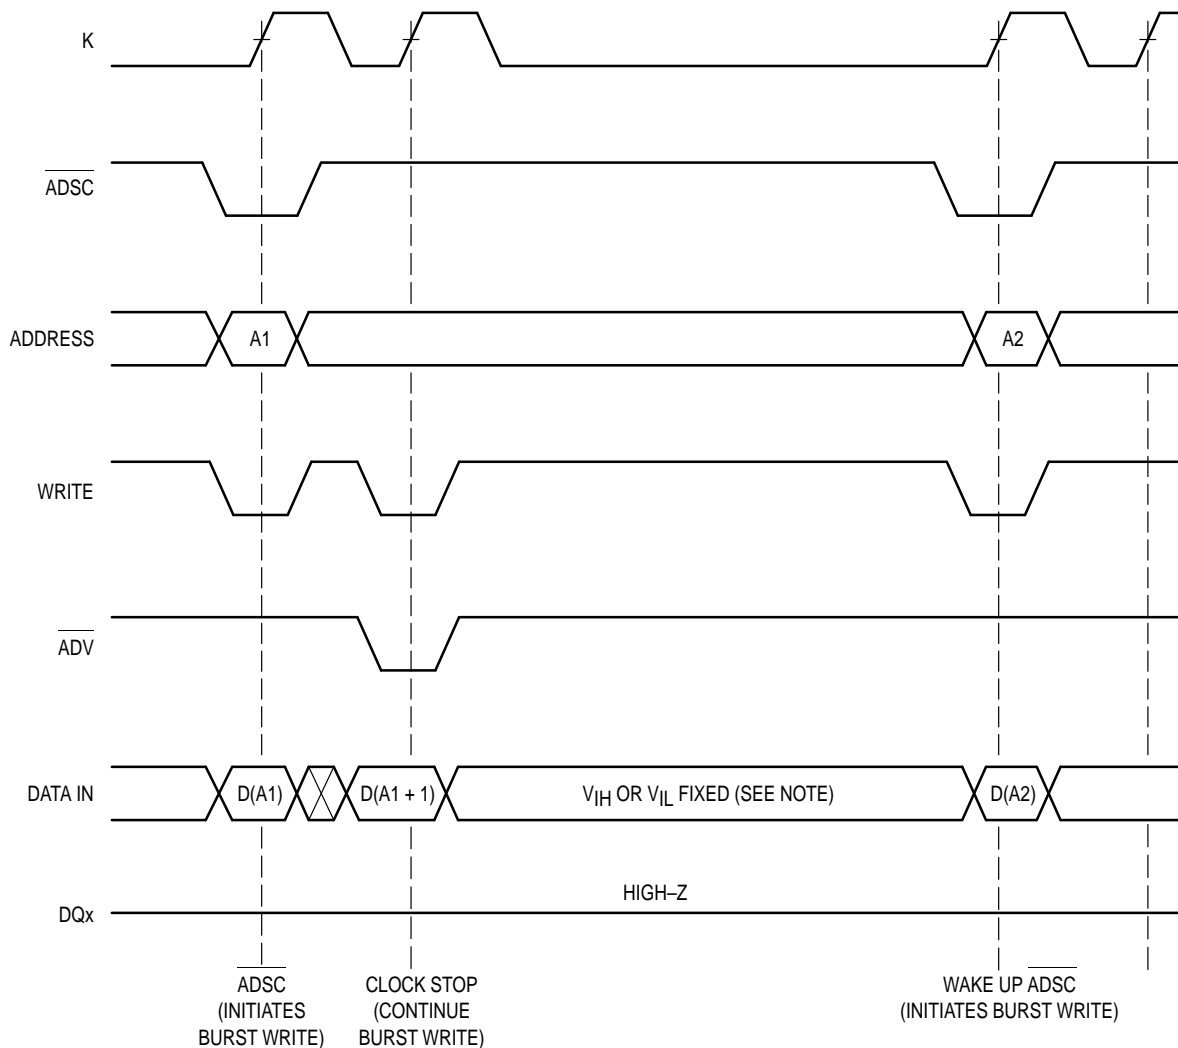 K
ADSC
ADDRESS A1 A2
WRITE
ADV
DATA IN D(A1) D(A1 + 1) VIH OR VIL FIXED (SEE NOTE) D(A2)
HIGH–Z
DQx
ADSC
(INITIATES
BURST WRITE)
CLOCK STOP
(CONTINUE
BURST WRITE)
WAKE UP ADSC
(INITIATES BURST WRITE)